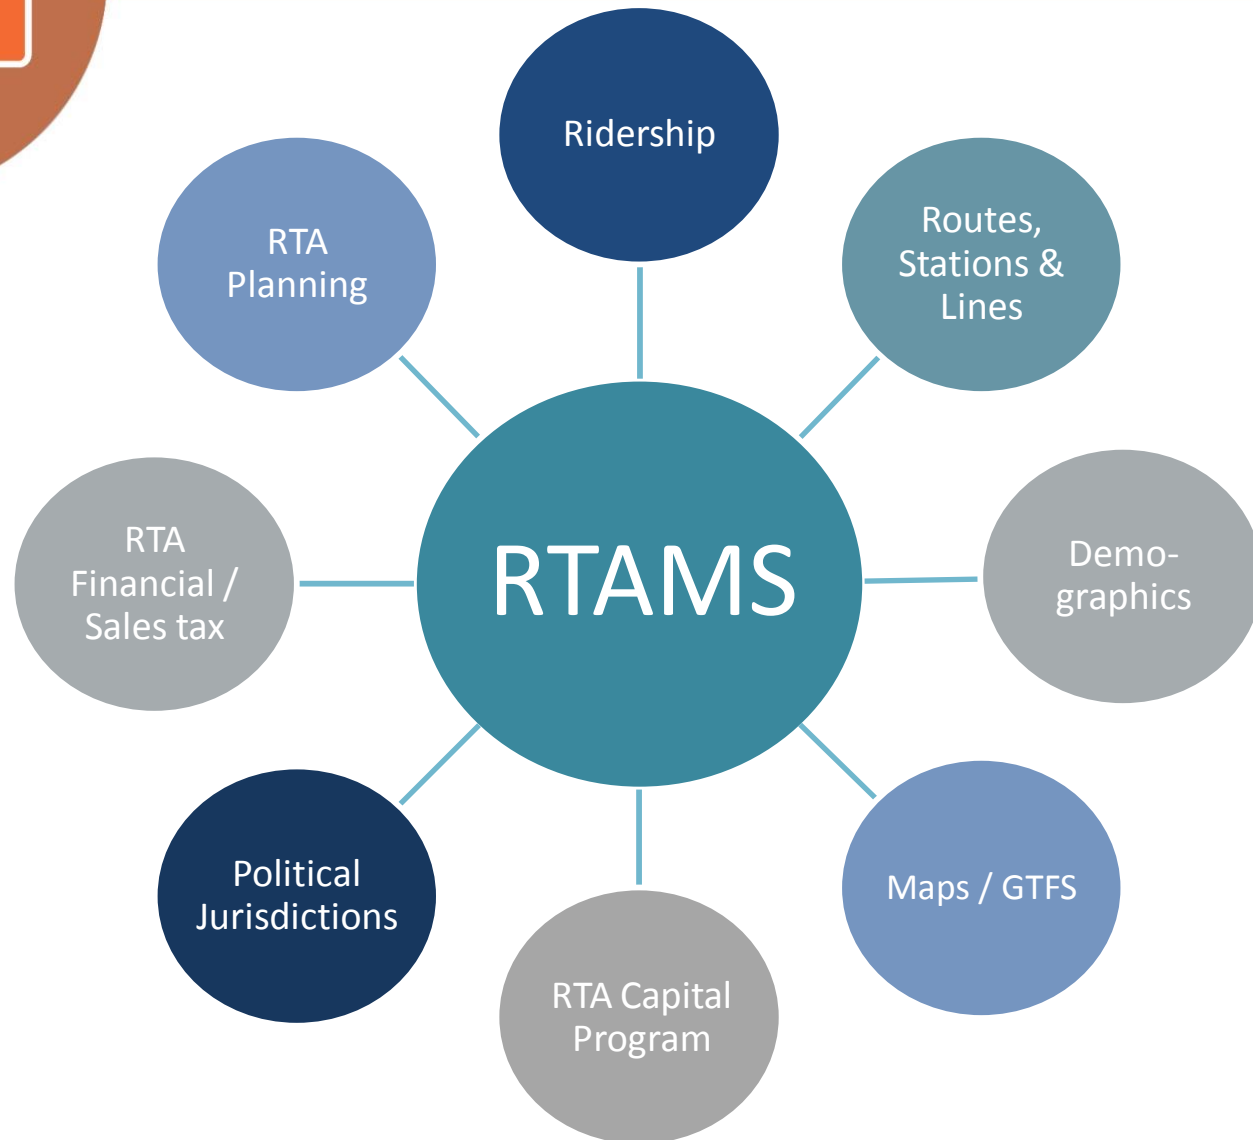 Ridership
RTA
Planning
Routes,
Stations &
Lines
RTA
Financial /
Sales tax
RTAMS
Demo-
graphics
Political
Jurisdictions
Maps / GTFS
RTA Capital
Program